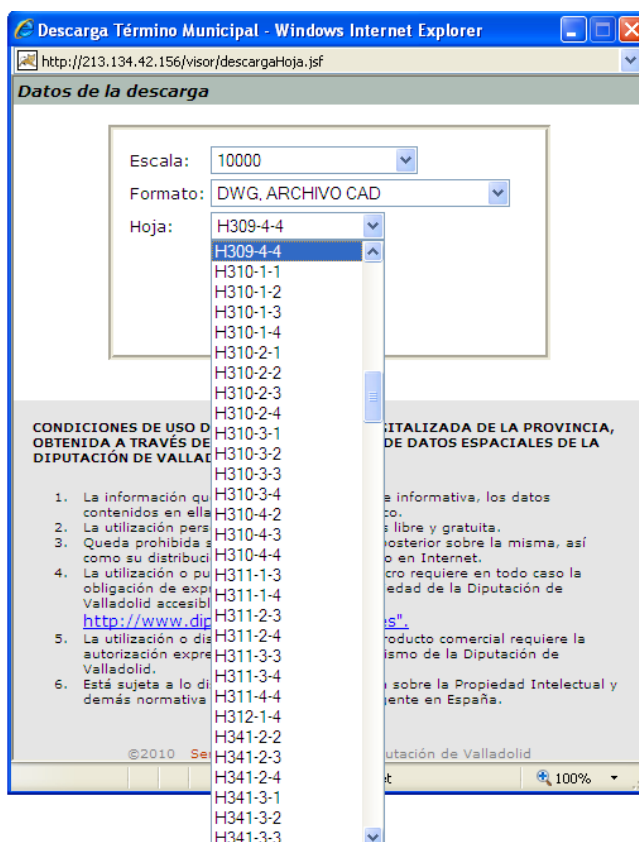 Descarga Término Municipal - Windows Internet Explorer
http://213.134.42.156/visor/descargaHoja.jsf
Datos de la descarga
Escala: 10000
Formato: DWG, ARCHIVO CAD
Hoja: H309-4-4
H309-4-4
H310-1-1
H310-1-2
H310-1-3
H310-1-4
H310-2-1
H310-2-2
H310-2-3
H310-2-4
H310-3-1
H310-3-2
H310-3-3
H310-3-4
H310-4-2
H310-4-3
H310-4-4
H311-1-3
H311-1-4
H311-2-3
H311-2-4
H311-3-3
H311-3-4
H311-4-4
H312-1-4
H341-2-2
H341-2-3
H341-2-4
H341-3-1
H341-3-2
H341-3-3
CONDICIONES DE USO D ITALIZADA DE LA PROVINCIA,
OBTENIDA A TRAVÉS DE DE DATOS ESPACIALES DE LA
DIPUTACIÓN DE VALLAD
1. La información qu e informativa, los datos
contenidos en ella co.
2. La utilización pers s libre y gratuita.
3. Queda prohibida s osterior sobre la misma, así
como su distribuci o en Internet.
4. La utilización o pu cro requiere en todo caso la
obligación de expr edad de la Diputación de
Valladolid accesibl
http://www.dip es".
5. La utilización o dis roducto comercial requiere la
autorización expre ismo de la Diputación de
Valladolid.
6. Está sujeta a lo di sobre la Propiedad Intelectual y
demás normativa gente en España.
©2010 Ser utación de Valladolid
et 100%